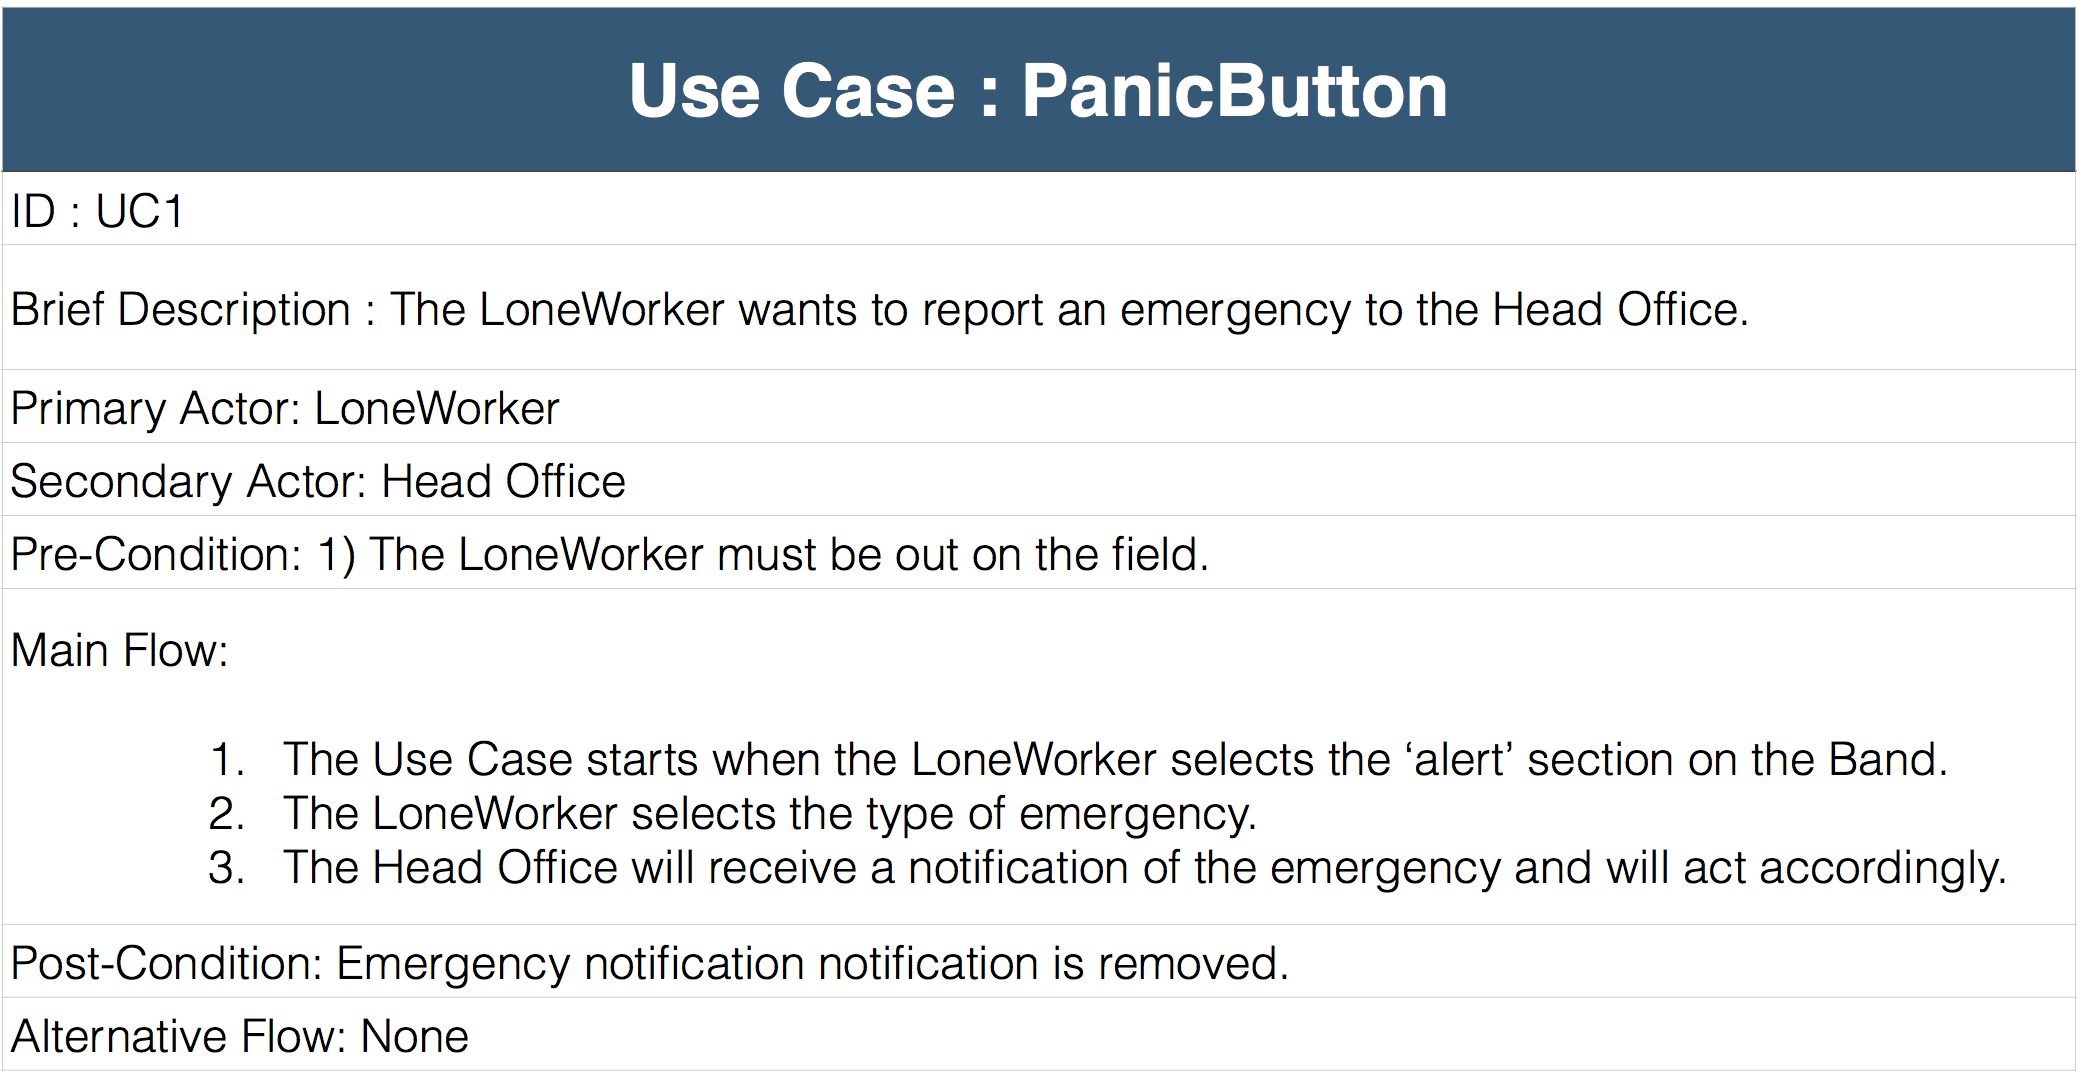 Use Case : PanicButton
ID : UC1
Brief Description : The LoneWorker wants to report an emergency to the Head Office.
Primary Actor: LoneWorker
Secondary Actor: Head Office
Pre-Condition: 1) The LoneWorker must be out on the field.
Main Flow:
1. The Use Case starts when the LoneWorker selects the ‘alert’ section on the Band.
2. The LoneWorker selects the type of emergency.
3. The Head Office will receive a notification of the emergency and will act accordingly.
Post-Condition: Emergency notification notification is removed.
Alternative Flow: None